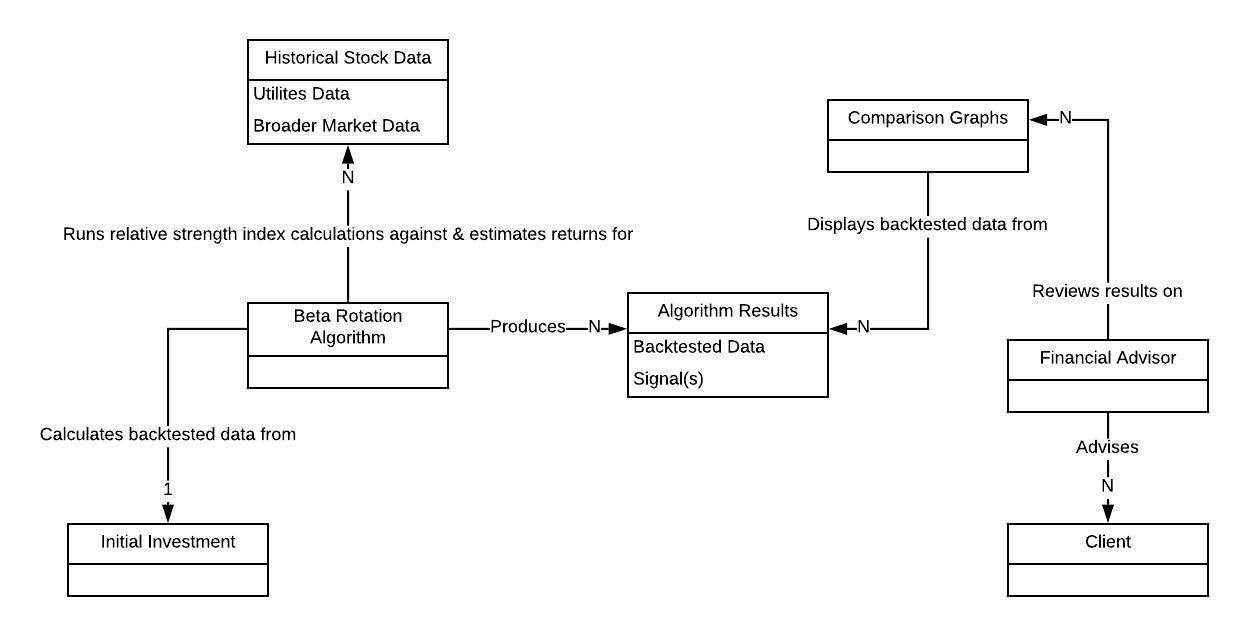 Historical Stock Data
Utilites Data
Broader Market Data
Comparison Graphs
N
N
Displays backtested data from
Runs relative strength index calculations against & estimates returns for
Reviews results on
Beta Rotation
Algorithm
Produces
N
Algorithm Results
Backtested Data
Signal(s)
N
Financial Advisor
Calculates backtested data from
Advises
1
N
Initial Investment
Client